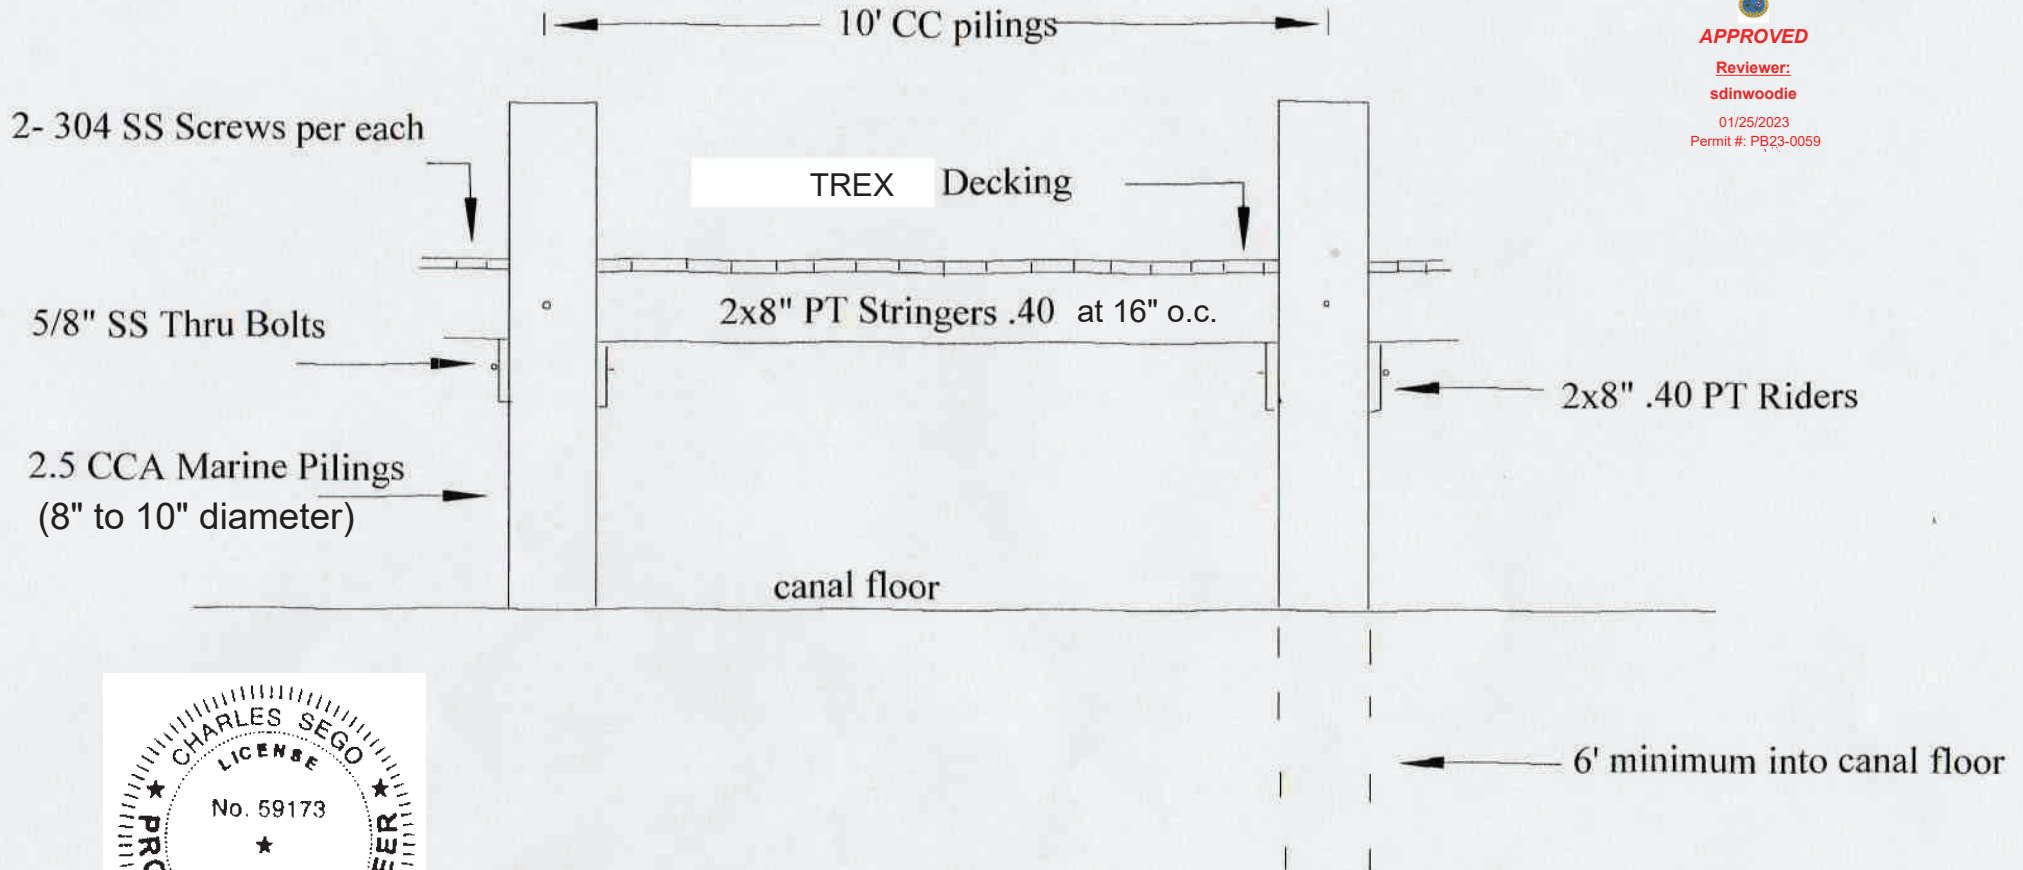 10' CC pilings
APPROVED
Reviewer:
sdinwoodie
01/25/2023
Permit #: PB23-0059
2- 304 SS Screws per each
TREX Decking
5/8" SS Thru Bolts
2x8" PT Stringers .40 at 16" o.c.
2x8" .40 PT Riders
2.5 CCA Marine Pilings
(8" to 10" diameter)
canal floor
6' minimum into canal floor
CHARLES SEGO
LICENSE
No. 59173